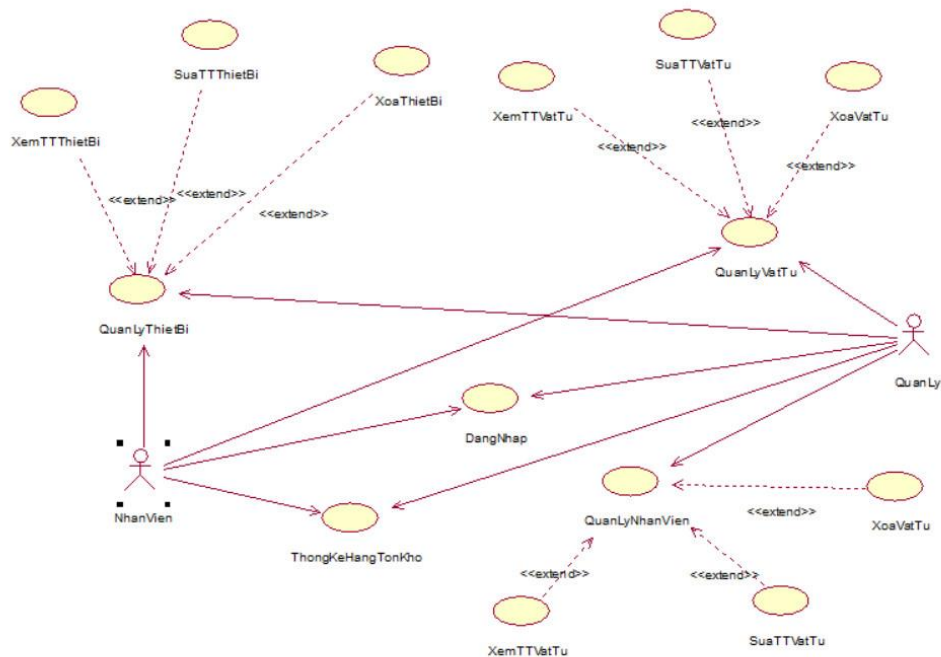 SuaTTThietBi
SuaTTVatTu
XoaThietBi
XemTTVatTu
XoaVatTu
XemTTThietBi
<<extend>>
<<extend>>
<<extend>>
<<extend>>
<<extend>>
<<extend>>
QuanLyVatTu
QuanLyThietBi
QuanLy
DangNhap
NhanVien
QuanLyNhanVien
<<extend>>
XoaVatTu
ThongKeHangTonKho
<<extend>>
<<extend>>
XemTTVatTu
SuaTTVatTu